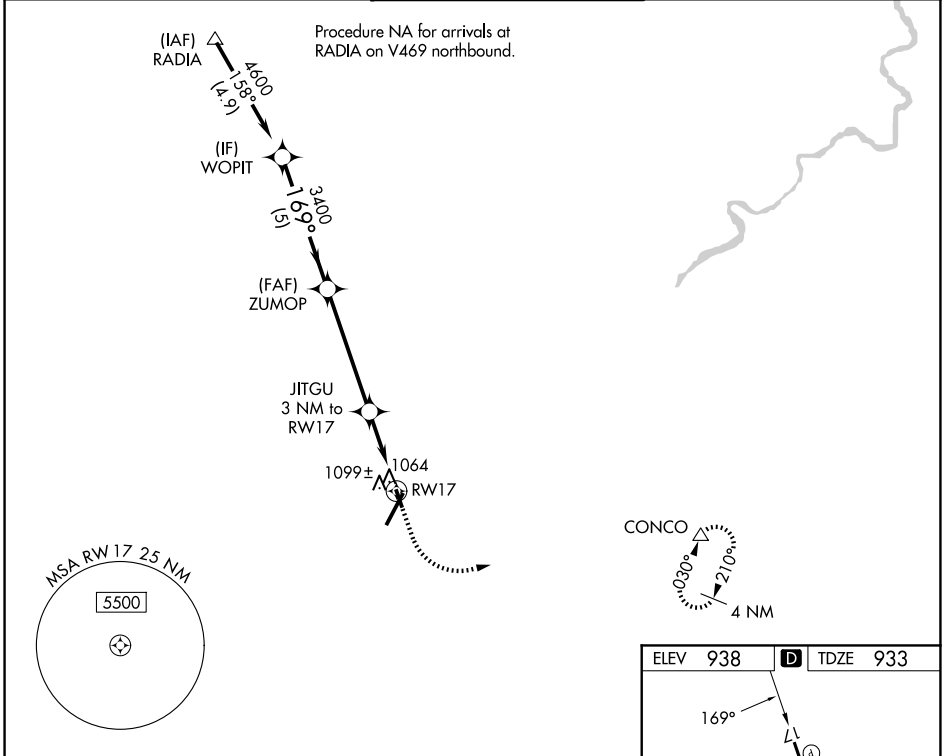 (IAF)
RADIA
Procedure NA for arrivals at
RADIA on V469 northbound.
4600
158°
(4.9)
(IF)
WOPIT
3400
169°
(5)
(FAF)
ZUMOP
JITGU
3 NM to
RW17
1099±
1064
RW17
CONCO
030°
210°
4 NM
MSA RW17 25 NM
5500
ELEV 938 D TDZE 933
169°
17
A